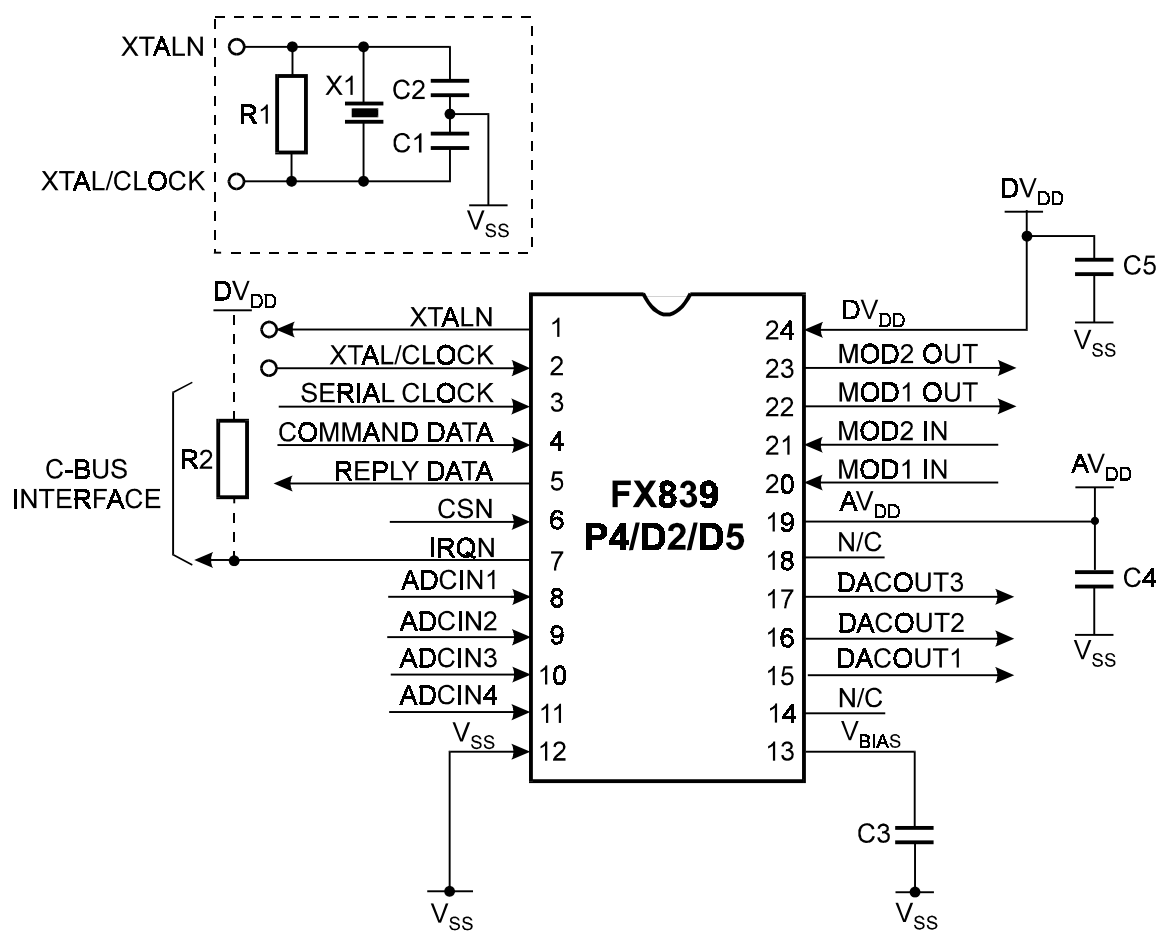 XTALN
X1
C2
R1
C1
XTAL/CLOCK
VSS
DVDD
C5
VSS
DVDD
XTALN 1
XTAL/CLOCK 2
SERIAL CLOCK 3
COMMAND DATA 4
REPLY DATA 5
CSN 6
IRQN 7
ADCIN1 8
ADCIN2 9
ADCIN3 10
ADCIN4 11
VSS 12
R2
C-BUS
INTERFACE
FX839
P4/D2/D5
24 DVDD
23 MOD2 OUT
22 MOD1 OUT
21 MOD2 IN
20 MOD1 IN
19 AVDD
18 N/C
17 DACOUT3
16 DACOUT2
15 DACOUT1
14 N/C
13 VBIAS
AVDD
C4
VSS
C3
VSS
VSS